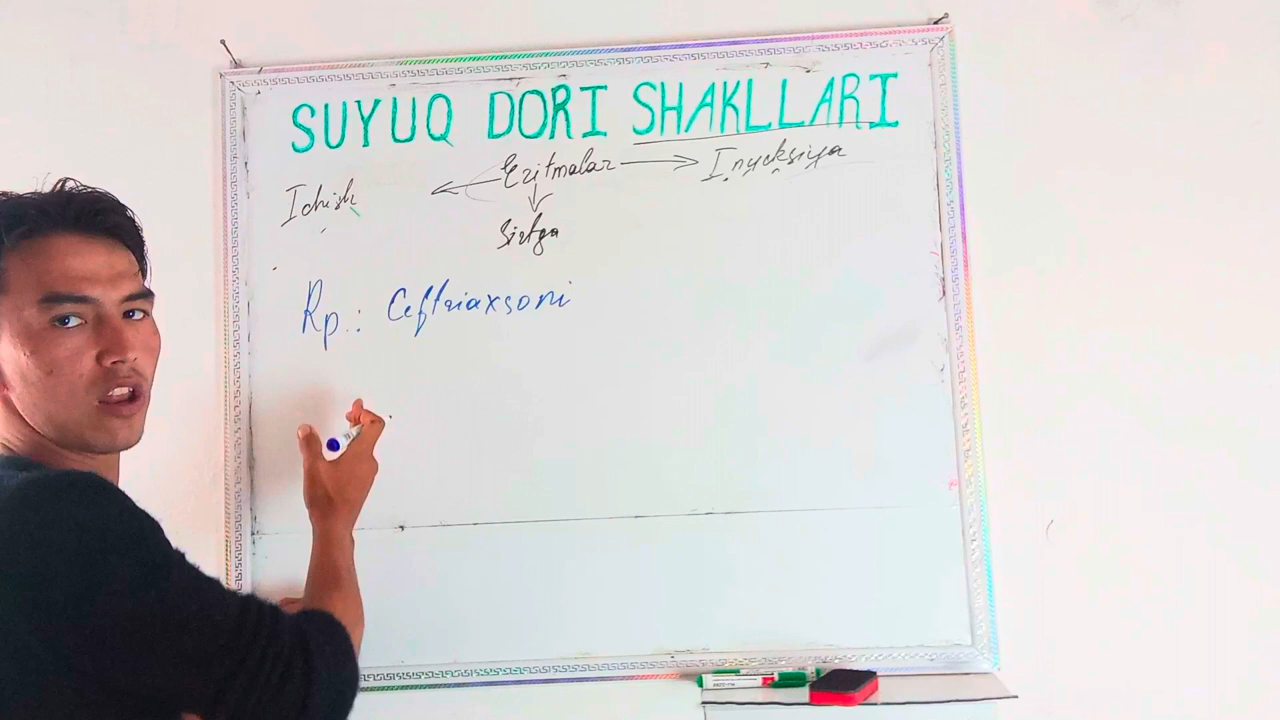 SUYUQ DORI SHAKLLARI
Eritmalar → Inyeksiya
Ichish
Sirtga
Rp.: Ceftriaxsoni